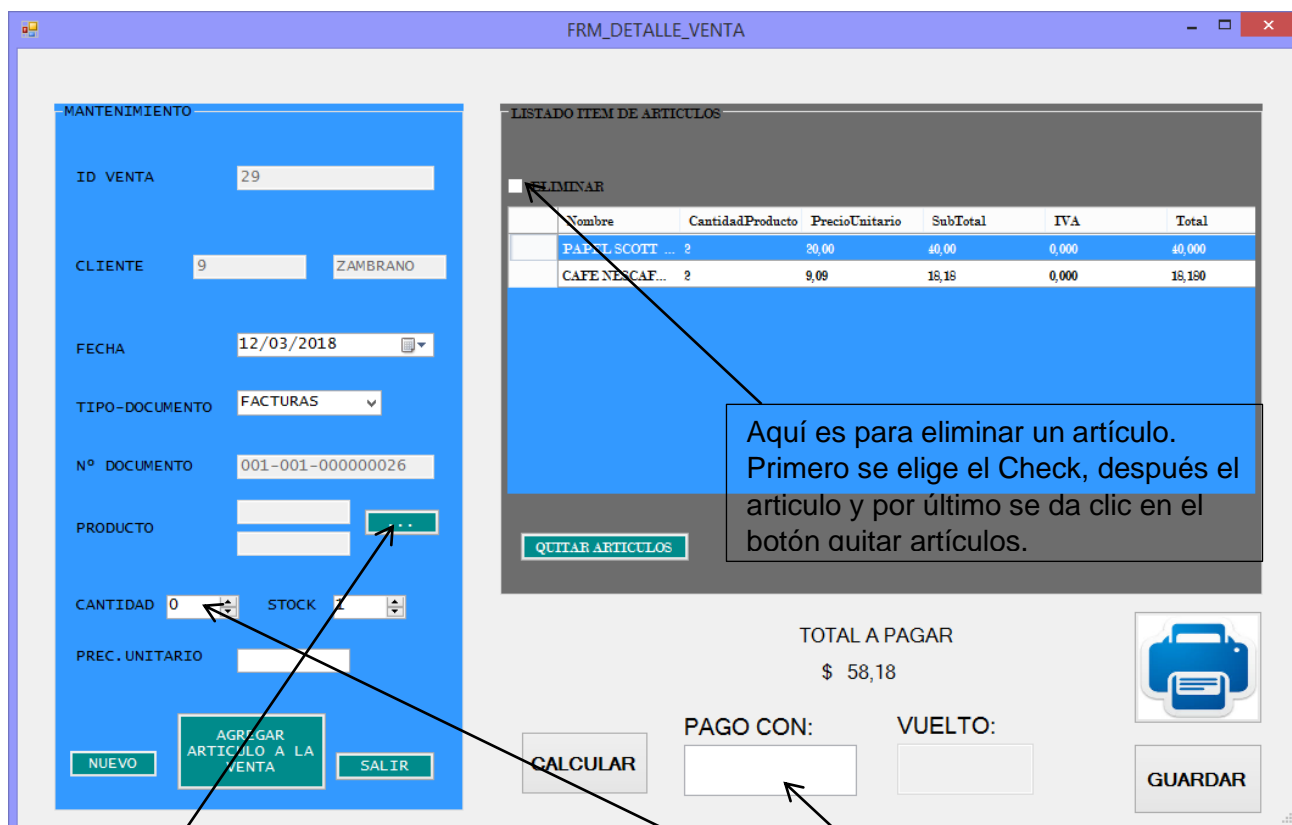 FRM_DETALLE_VENTA
MANTENIMIENTO
ID VENTA 29
CLIENTE 9 ZAMBRANO
FECHA 12/03/2018
TIPO-DOCUMENTO FACTURAS
Nº DOCUMENTO 001-001-000000026
PRODUCTO ...
CANTIDAD 0 STOCK 1
PREC.UNITARIO
NUEVO
AGREGAR
ARTICULO A LA
VENTA
SALIR
LISTADO ITEM DE ARTICULOS
ELIMINAR
Nombre CantidadProducto PrecioUnitario SubTotal IVA Total
PAPEL SCOTT ... 2 20,00 40,00 0,000 40,000
CAFE NESCAF... 2 9,09 18,18 0,000 18,180
Aquí es para eliminar un artículo.
Primero se elige el Check, después el
articulo y por último se da clic en el
botón quitar artículos.
QUITAR ARTICULOS
TOTAL A PAGAR
$ 58,18
CALCULAR
PAGO CON:
VUELTO:
GUARDAR